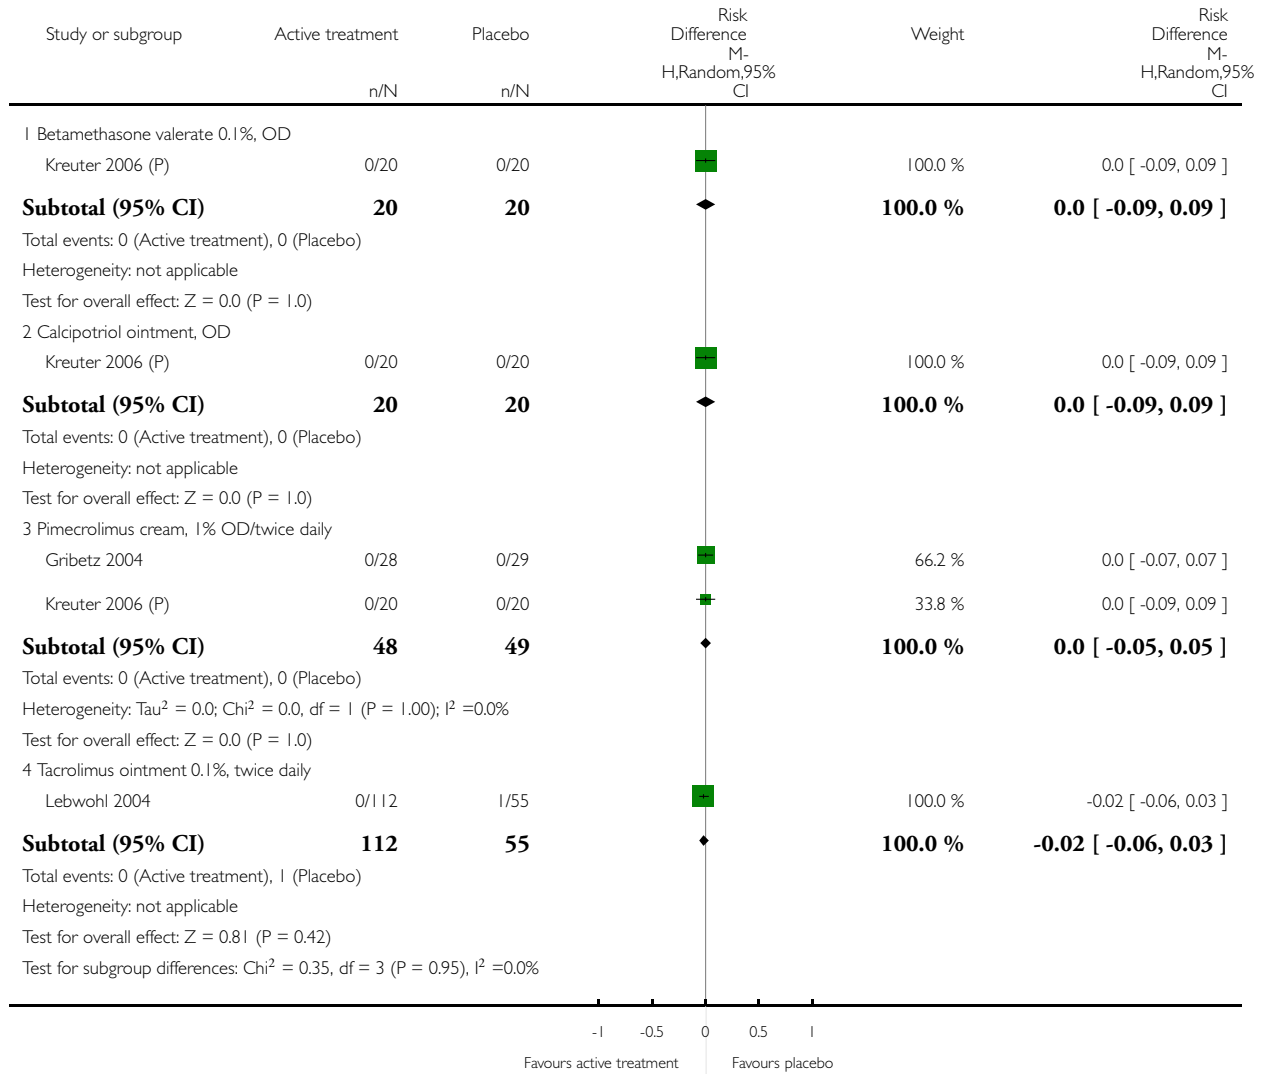 Study or subgroup Active treatment Placebo Risk Difference M-H,Random,95% CI Weight Risk Difference M-H,Random,95% CI
n/N n/N
1 Betamethasone valerate 0.1%, OD
Kreuter 2006 (P) 0/20 0/20 100.0 % 0.0 [ -0.09, 0.09 ]
Subtotal (95% CI) 20 20 100.0 % 0.0 [ -0.09, 0.09 ]
Total events: 0 (Active treatment), 0 (Placebo)
Heterogeneity: not applicable
Test for overall effect: Z = 0.0 (P = 1.0)
2 Calcipotriol ointment, OD
Kreuter 2006 (P) 0/20 0/20 100.0 % 0.0 [ -0.09, 0.09 ]
Subtotal (95% CI) 20 20 100.0 % 0.0 [ -0.09, 0.09 ]
Total events: 0 (Active treatment), 0 (Placebo)
Heterogeneity: not applicable
Test for overall effect: Z = 0.0 (P = 1.0)
3 Pimecrolimus cream, 1% OD/twice daily
Gribetz 2004 0/28 0/29 66.2 % 0.0 [ -0.07, 0.07 ]
Kreuter 2006 (P) 0/20 0/20 33.8 % 0.0 [ -0.09, 0.09 ]
Subtotal (95% CI) 48 49 100.0 % 0.0 [ -0.05, 0.05 ]
Total events: 0 (Active treatment), 0 (Placebo)
Heterogeneity: Tau² = 0.0; Chi² = 0.0, df = 1 (P = 1.00); I² =0.0%
Test for overall effect: Z = 0.0 (P = 1.0)
4 Tacrolimus ointment 0.1%, twice daily
Lebwohl 2004 0/112 1/55 100.0 % -0.02 [ -0.06, 0.03 ]
Subtotal (95% CI) 112 55 100.0 % -0.02 [ -0.06, 0.03 ]
Total events: 0 (Active treatment), 1 (Placebo)
Heterogeneity: not applicable
Test for overall effect: Z = 0.81 (P = 0.42)
Test for subgroup differences: Chi² = 0.35, df = 3 (P = 0.95), I² =0.0%
-1 -0.5 0 0.5 1
Favours active treatment Favours placebo